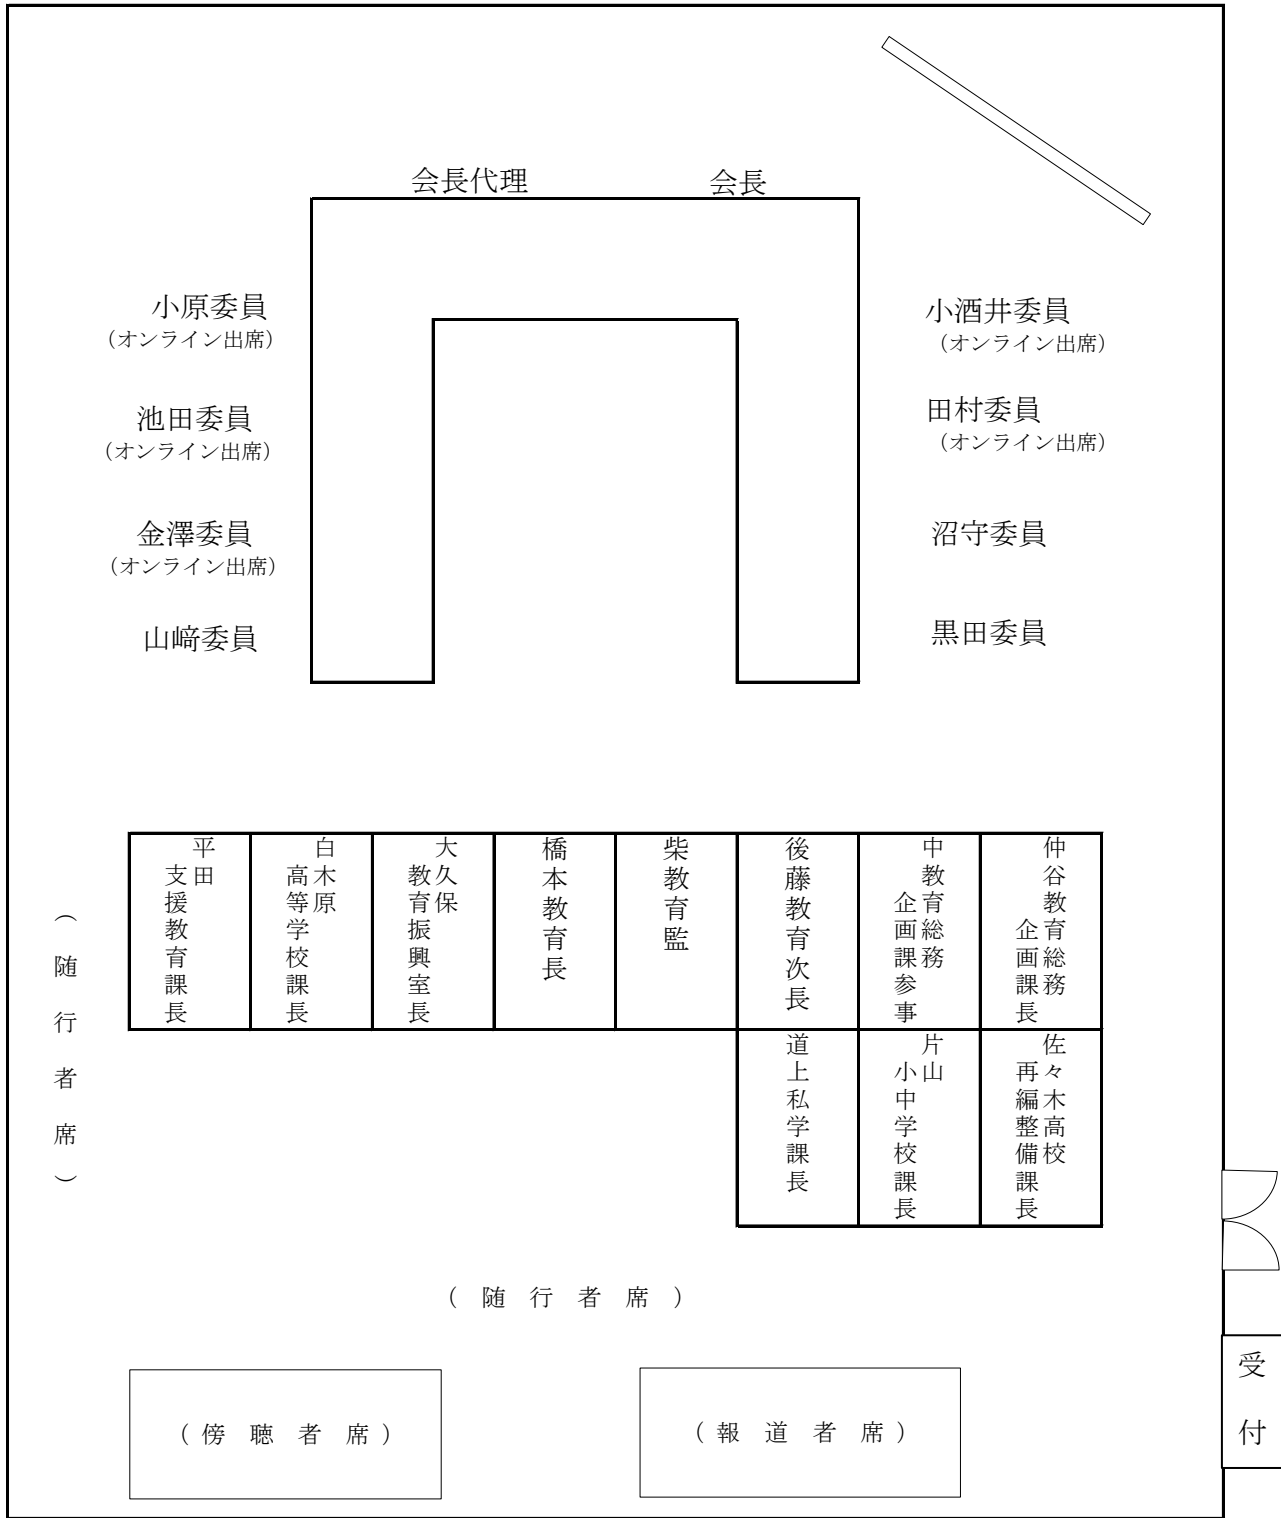 会長代理
会長
小原委員
（オンライン出席）
池田委員
（オンライン出席）
金澤委員
（オンライン出席）
山﨑委員
小酒井委員
（オンライン出席）
田村委員
（オンライン出席）
沼守委員
黒田委員
平田
支援教育課長
白木原
高等学校課長
大久保
教育振興室長
橋本教育長
柴教育監
後藤教育次長
中教育総務
企画課参事
仲谷教育総務
企画課長
道上私学課長
片山
小中学校課長
佐々木高校
再編整備課長
（随行者席）
（随行者席）
（傍聴者席）
（報道者席）
受付